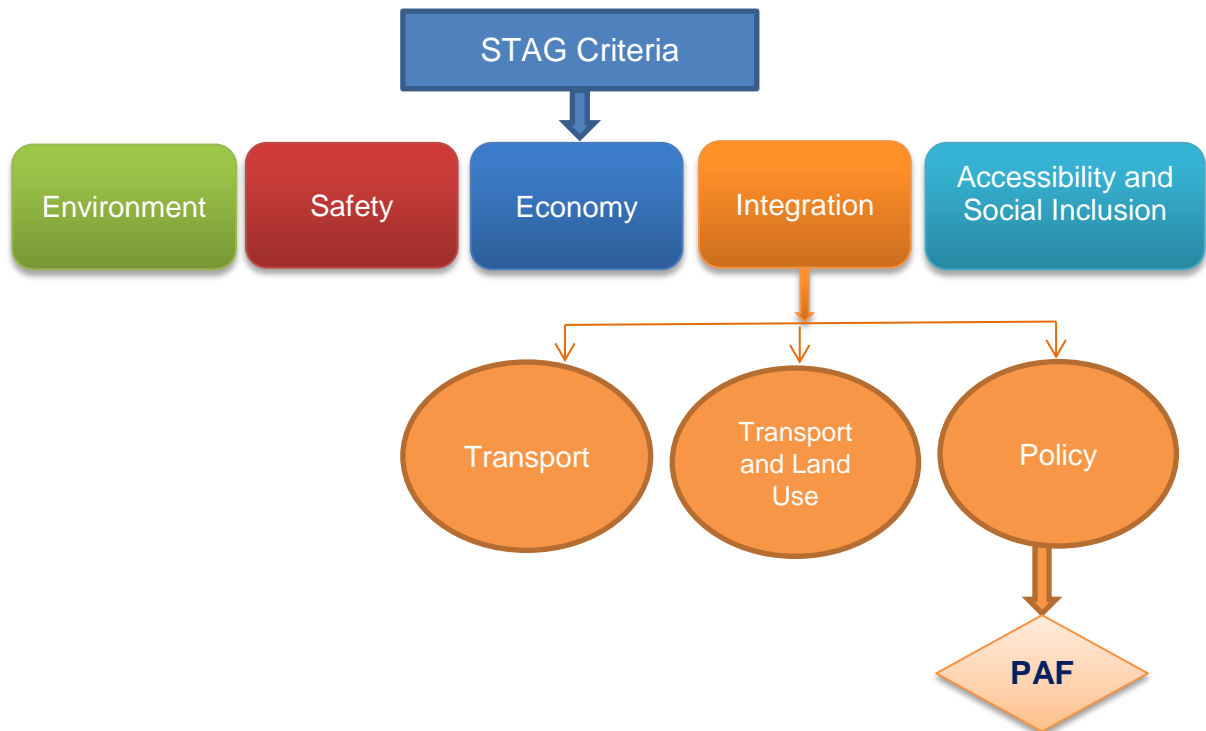 STAG Criteria
Environment
Safety
Economy
Integration
Accessibility and
Social Inclusion
Transport
Transport
and Land
Use
Policy
PAF